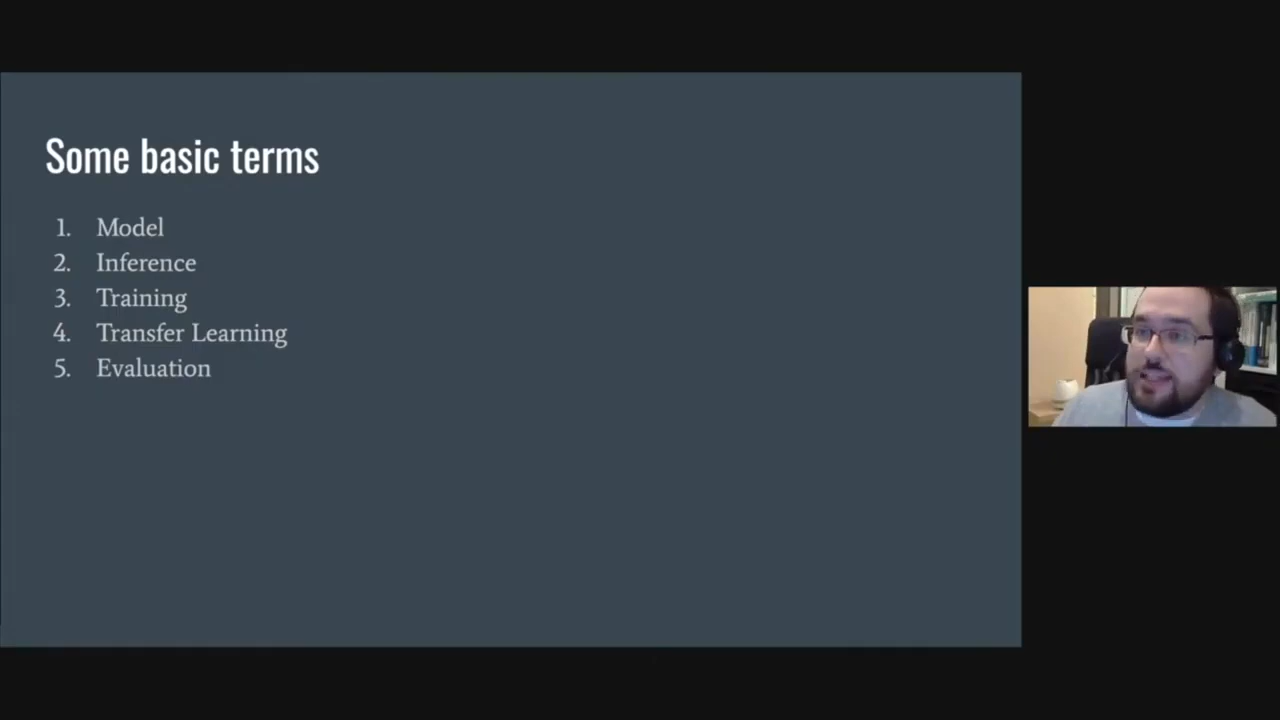 Some basic terms
1. Model
2. Inference
3. Training
4. Transfer Learning
5. Evaluation